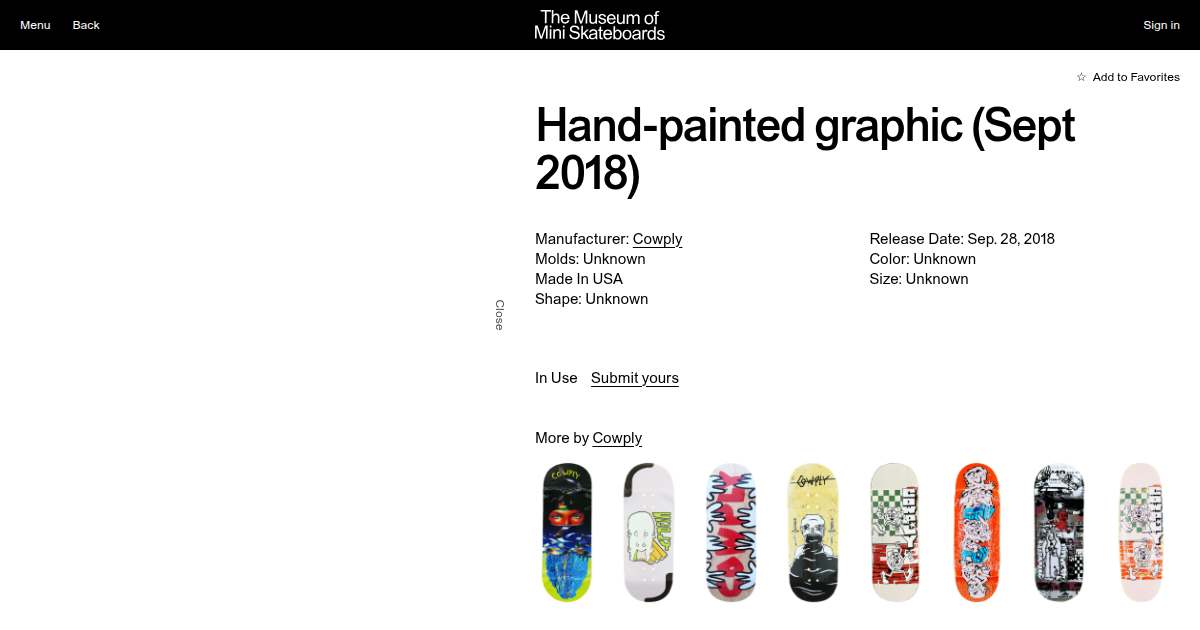 Menu
Back
The Museum of
Mini Skateboards
Sign in
☆ Add to Favorites
Hand-painted graphic (Sept
2018)
Manufacturer: Cowply
Molds: Unknown
Made In USA
Shape: Unknown
Release Date: Sep. 28, 2018
Color: Unknown
Size: Unknown
Close
In Use
Submit yours
More by Cowply
COWPLY
COWPLY